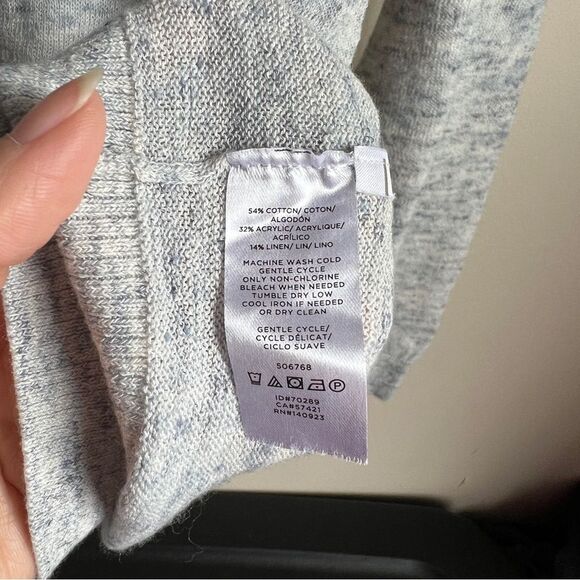 54% COTTON/ COTON/
ALGODÓN
32% ACRYLIC/ ACRYLIQUE/
ACRÍLICO
14% LINEN/ LIN/ LINO
MACHINE WASH COLD
GENTLE CYCLE
ONLY NON-CHLORINE
BLEACH WHEN NEEDED
TUMBLE DRY LOW
COOL IRON IF NEEDED
OR DRY CLEAN
GENTLE CYCLE/
CYCLE DÉLICAT/
CICLO SUAVE
506768
ID#70289
CA#57421
RN#140923